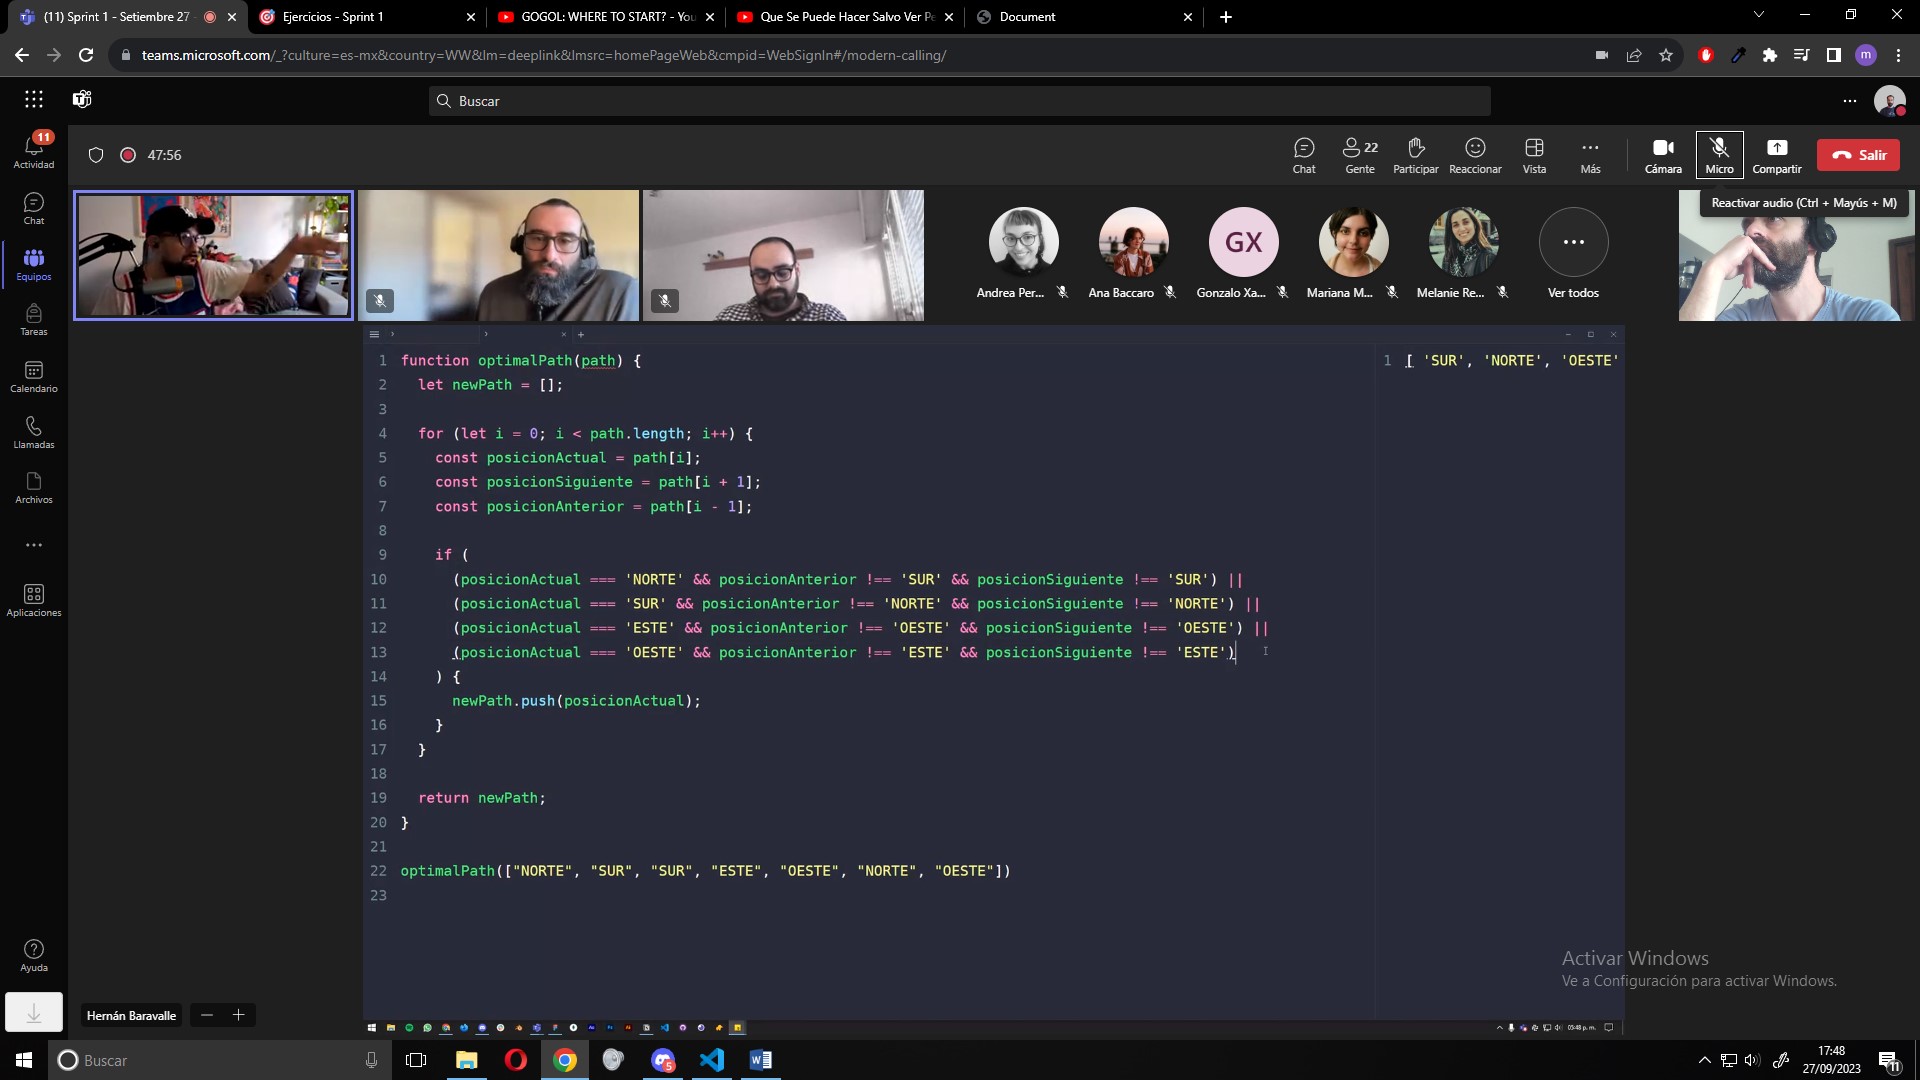 (11) Sprint 1 - Setiembre 27
Ejercicios - Sprint 1
GOGOL: WHERE TO START? - You
Que Se Puede Hacer Salvo Ver Pe
Document
teams.microsoft.com/_?culture=es-mx&country=WW&lm=deeplink&lmsrc=homePageWeb&cmpid=WebSignIn#/modern-calling/
m
Buscar
11
Actividad
Chat
Equipos
Tareas
Calendario
Llamadas
Archivos
Aplicaciones
Ayuda
47:56
Chat
22
Gente
Participar
Reaccionar
Vista
Más
Cámara
Micro
Compartir
Salir
Reactivar audio (Ctrl + Mayús + M)
Andrea Per...
Ana Baccaro
GX
Gonzalo Xa...
Mariana M...
Melanie Re...
Ver todos
1 function optimalPath(path) {
2 let newPath = [];
3
4 for (let i = 0; i < path.length; i++) {
5 const posicionActual = path[i];
6 const posicionSiguiente = path[i + 1];
7 const posicionAnterior = path[i - 1];
8
9 if (
10 (posicionActual === 'NORTE' && posicionAnterior !== 'SUR' && posicionSiguiente !== 'SUR') ||
11 (posicionActual === 'SUR' && posicionAnterior !== 'NORTE' && posicionSiguiente !== 'NORTE') ||
12 (posicionActual === 'ESTE' && posicionAnterior !== 'OESTE' && posicionSiguiente !== 'OESTE') ||
13 (posicionActual === 'OESTE' && posicionAnterior !== 'ESTE' && posicionSiguiente !== 'ESTE')
14 ) {
15 newPath.push(posicionActual);
16 }
17 }
18
19 return newPath;
20 }
21
22 optimalPath(["NORTE", "SUR", "SUR", "ESTE", "OESTE", "NORTE", "OESTE"])
23
1 [ 'SUR', 'NORTE', 'OESTE'
Activar Windows
Ve a Configuración para activar Windows.
Hernán Baravalle
05:48 p. m.
Buscar
5
17:48
27/09/2023
11